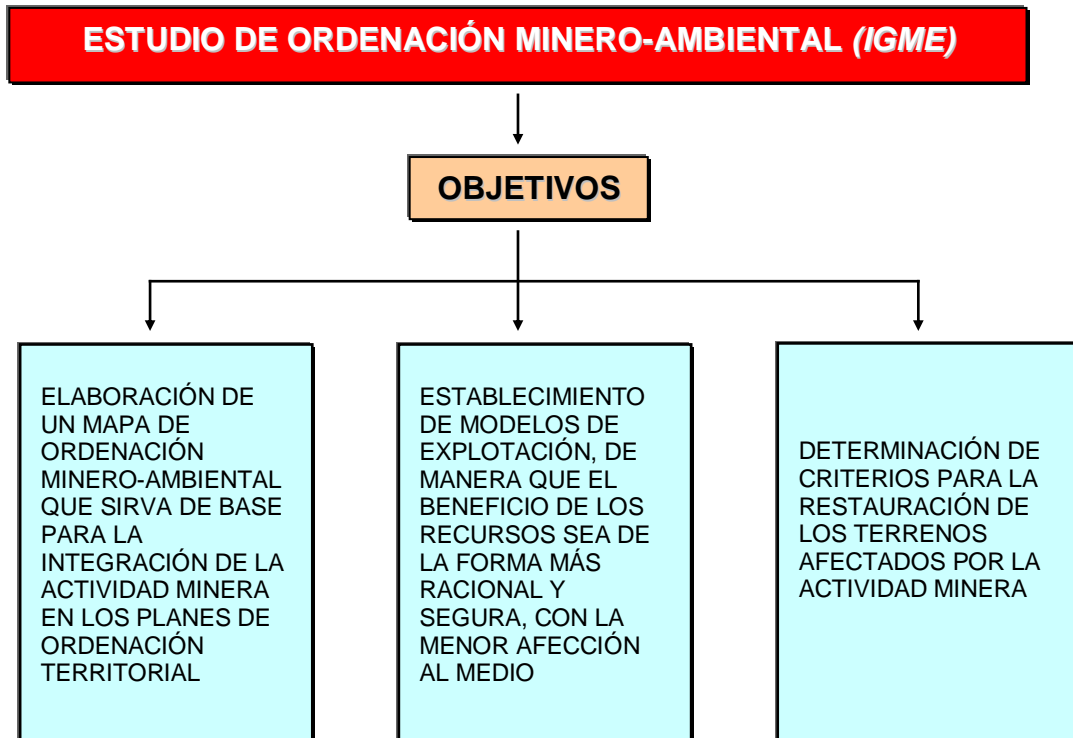 ESTUDIO DE ORDENACIÓN MINERO-AMBIENTAL (IGME)
OBJETIVOS
ELABORACIÓN DE
UN MAPA DE
ORDENACIÓN
MINERO-AMBIENTAL
QUE SIRVA DE BASE
PARA LA
INTEGRACIÓN DE LA
ACTIVIDAD MINERA
EN LOS PLANES DE
ORDENACIÓN
TERRITORIAL
ESTABLECIMIENTO
DE MODELOS DE
EXPLOTACIÓN, DE
MANERA QUE EL
BENEFICIO DE LOS
RECURSOS SEA DE
LA FORMA MÁS
RACIONAL Y
SEGURA, CON LA
MENOR AFECCIÓN
AL MEDIO
DETERMINACIÓN DE
CRITERIOS PARA LA
RESTAURACIÓN DE
LOS TERRENOS
AFECTADOS POR LA
ACTIVIDAD MINERA